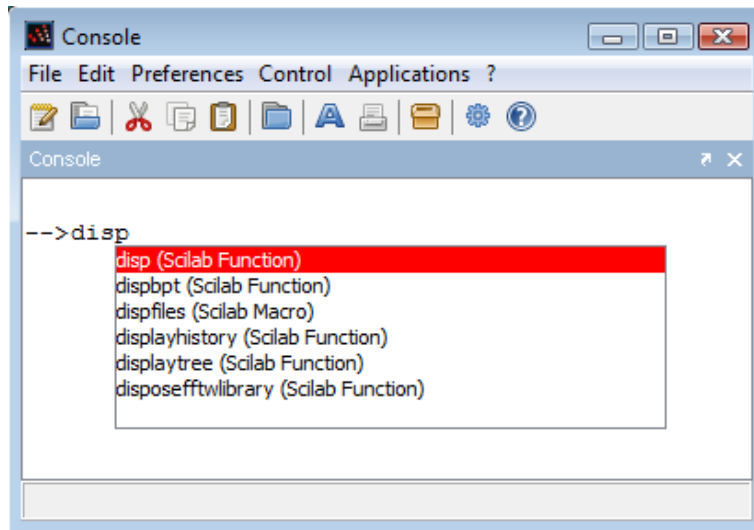 Console
File Edit Preferences Control Applications ?
Console
-->disp
disp (Scilab Function)
dispbpt (Scilab Function)
dispfiles (Scilab Macro)
displayhistory (Scilab Function)
displaytree (Scilab Function)
disposefftwlibrary (Scilab Function)